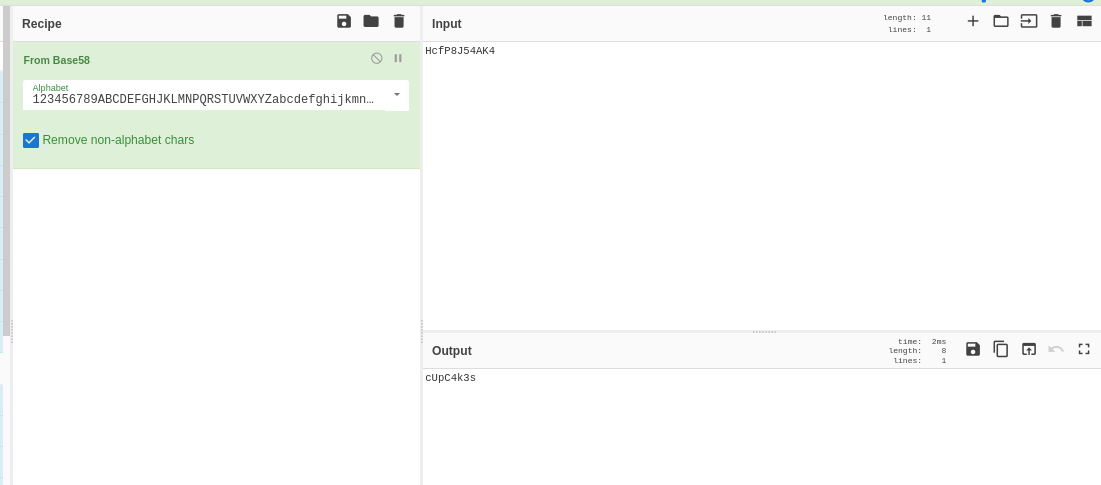 Recipe
From Base58
Alphabet
123456789ABCDEFGHJKLMNPQRSTUVWXYZabcdefghijkmn…
Remove non-alphabet chars
Input
length: 11
lines: 1
HcfP8J54AK4
Output
time: 2ms
length: 8
lines: 1
cUpC4k3s